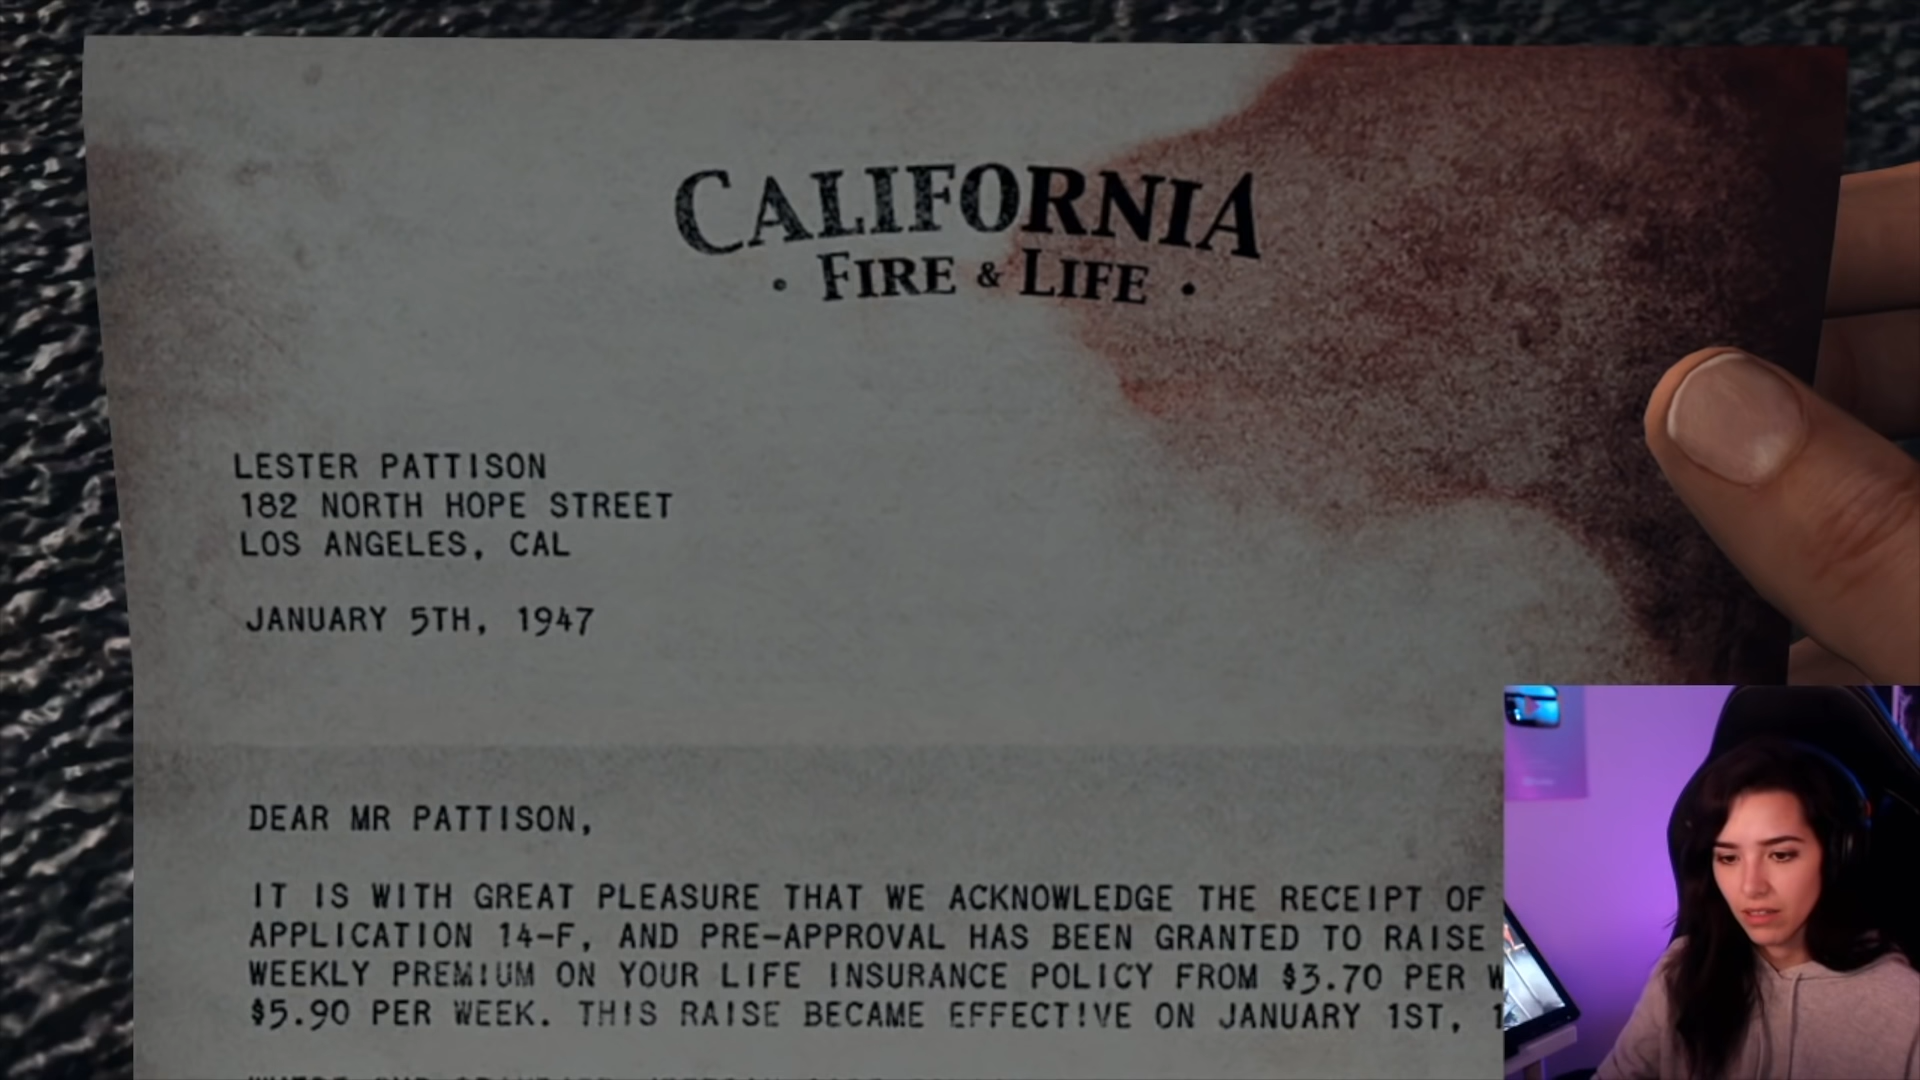 CALIFORNIA
• FIRE & LIFE •
LESTER PATTISON
182 NORTH HOPE STREET
LOS ANGELES, CAL
JANUARY 5TH, 1947
DEAR MR PATTISON,
IT IS WITH GREAT PLEASURE THAT WE ACKNOWLEDGE THE RECEIPT OF
APPLICATION 14-F, AND PRE-APPROVAL HAS BEEN GRANTED TO RAISE
WEEKLY PREMIUM ON YOUR LIFE INSURANCE POLICY FROM $3.70 PER
$5.90 PER WEEK. THIS RAISE BECAME EFFECTIVE ON JANUARY 1ST,